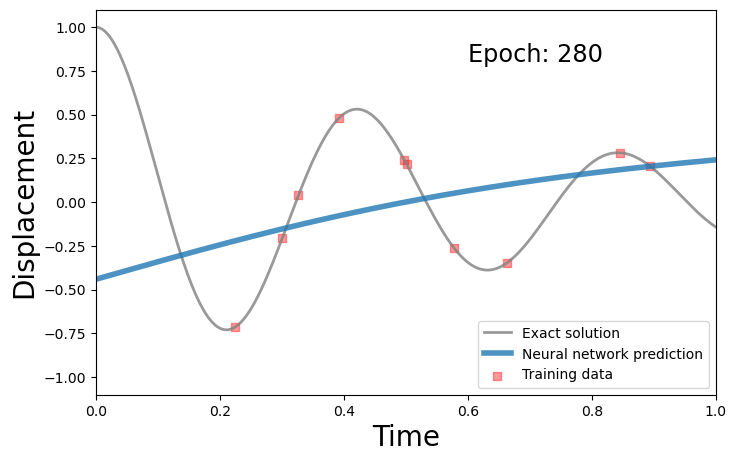 Epoch: 280
Displacement
1.00
0.75
0.50
0.25
0.00
−0.25
−0.50
−0.75
−1.00
Exact solution
Neural network prediction
Training data
0.0 0.2 0.4 0.6 0.8 1.0
Time